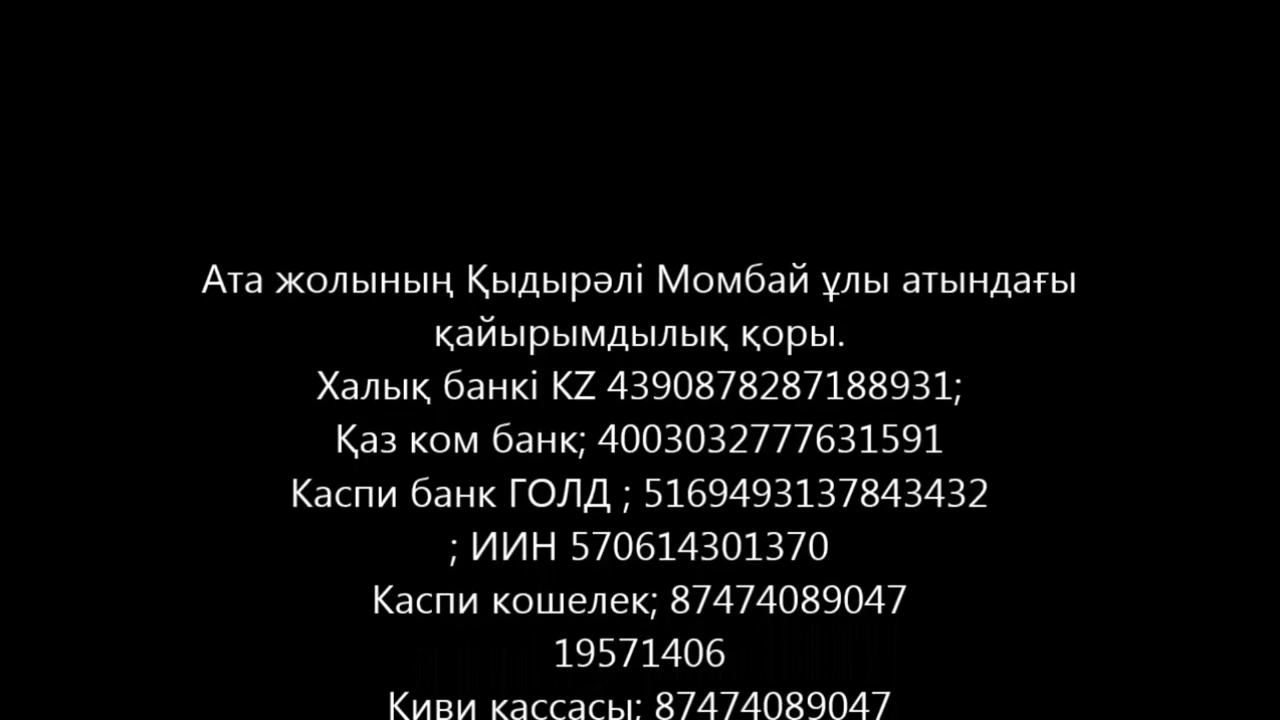 Ата жолының Қыдырәлі Момбай ұлы атындағы
қайырымдылық қоры.
Халық банкі KZ 4390878287188931;
Қаз ком банк; 4003032777631591
Каспи банк ГОЛД ; 5169493137843432
; ИИН 570614301370
Каспи кошелек; 87474089047
19571406
Киви кассасы; 87474089047